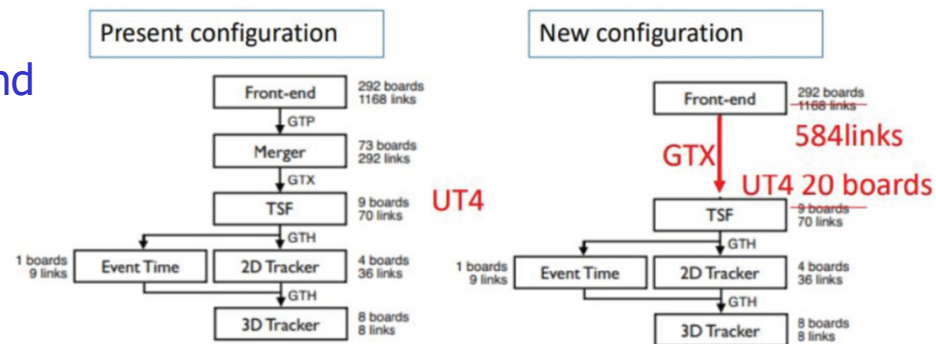 nd
Present configuration
Front-end
292 boards
1168 links
GTP
Merger
73 boards
292 links
GTX
TSF
9 boards
70 links
UT4
GTH
1 boards
9 links
Event Time
2D Tracker
4 boards
36 links
GTH
3D Tracker
8 boards
8 links
New configuration
Front-end
292 boards
1168 links
584links
GTX
UT4 20 boards
TSF
9 boards
70 links
GTH
1 boards
9 links
Event Time
2D Tracker
4 boards
36 links
GTH
3D Tracker
8 boards
8 links